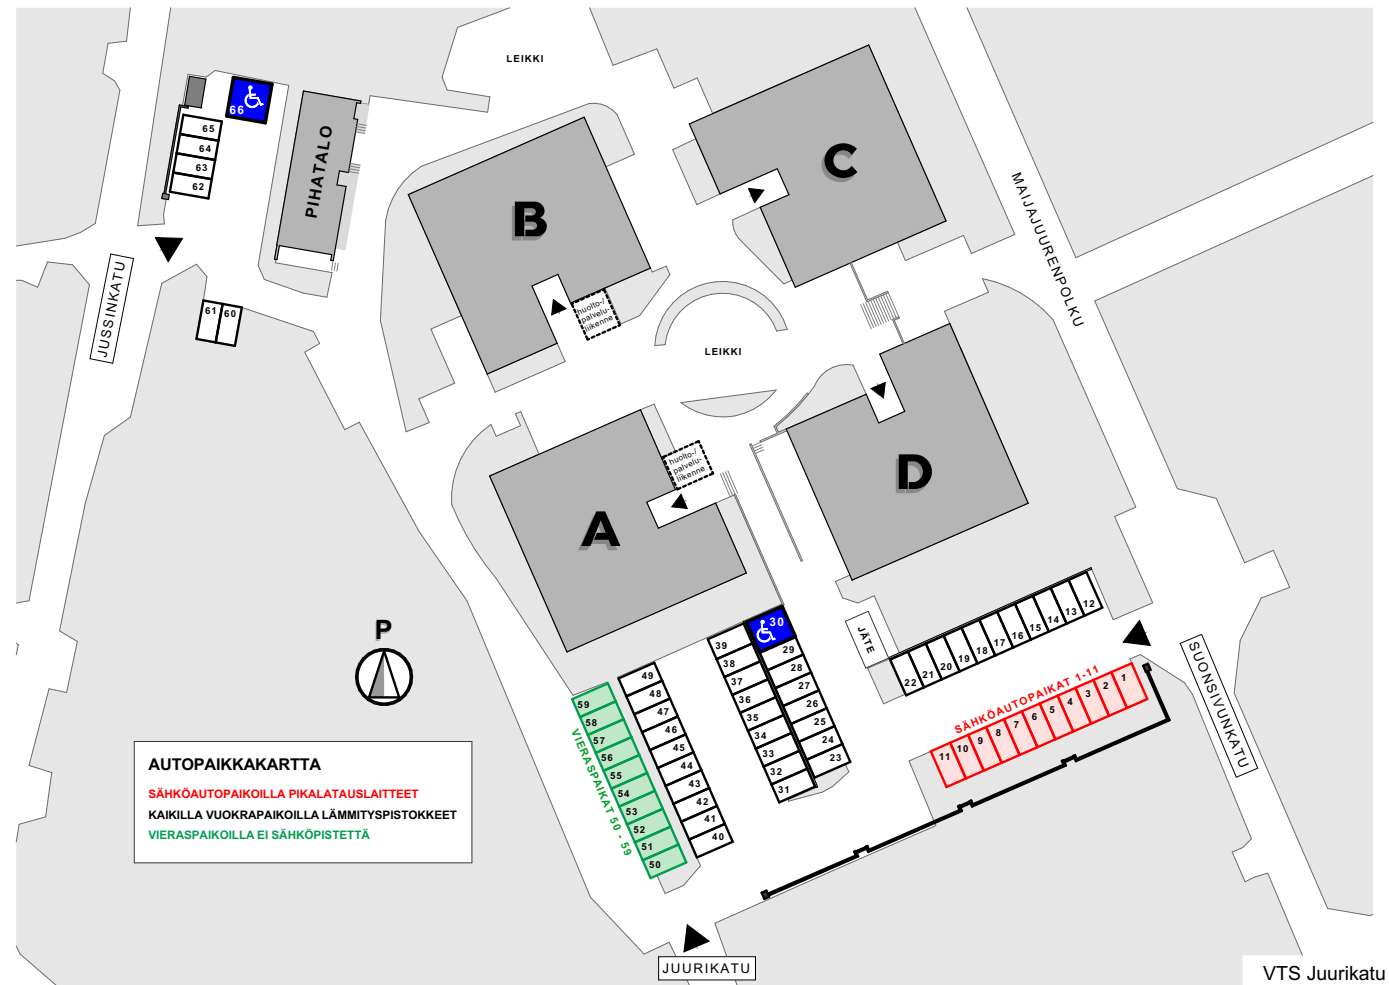 LEIKKI
66
65
64
63
62
PIHATALO
C
B
MAIJAJUURENPOLKU
JUSSINKATU
61
60
huolto-/
palvelu-
liikenne
LEIKKI
huolto-/
palvelu-
liikenne
D
A
P
JÄTE
22
21
20
19
18
17
16
15
14
13
12
30
29
28
27
26
25
24
23
39
38
37
36
35
34
33
32
31
49
48
47
46
45
44
43
42
41
40
59
58
57
56
55
54
53
52
51
50
VIERASPAIKAT 50 - 59
SÄHKÖAUTOPAIKAT 1-11
11
10
9
8
7
6
5
4
3
2
1
SUONSIVUNKATU
AUTOPAIKKAKARTTA
SÄHKÖAUTOPAIKOILLA PIKALATAUSLAITTEET
KAIKILLA VUOKRAPAIKOILLA LÄMMITYSPISTOKKEET
VIERASPAIKOILLA EI SÄHKÖPISTETTÄ
JUURIKATU
VTS Juurikatu